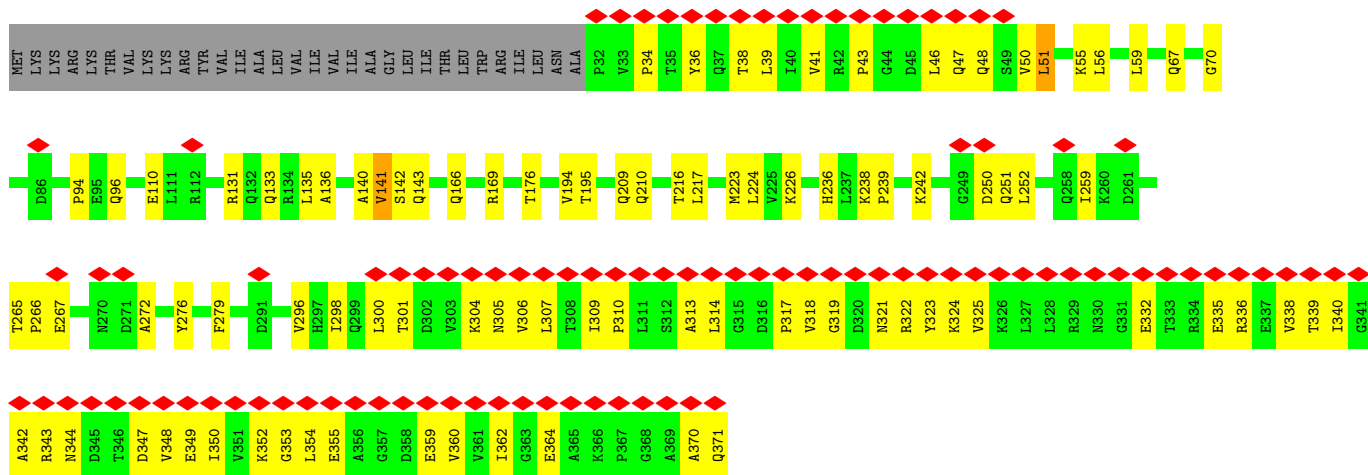 MET LYS LYS ARG LYS THR VAL LYS LYS ARG TYR VAL ILE ALA LEU VAL ILE VAL ILE ALA GLY LEU ILE THR LEU TRP ARG ILE LEU ASN ALA P32 V33 P34 T35 Y36 Q37 T38 L39 I40 V41 R42 P43 G44 D45 L46 Q47 Q48 S49 V50 L51 K55 L56 L59 Q67 G70
D86 P94 E95 Q96 E110 L111 R112 R131 Q132 Q133 R134 L135 A136 A140 V141 S142 Q143 Q166 R169 T176 V194 T195 Q209 Q210 T216 L217 M223 L224 V225 K226 H236 L237 K238 P239 K242 G249 D250 Q251 L252 Q258 I259 K260 D261
T265 P266 E267 N270 D271 A272 Y276 F279 D291 V296 H297 I298 Q299 L300 T301 D302 V303 K304 N305 V306 L307 T308 I309 P310 L311 S312 A313 L314 G315 D316 P317 V318 G319 D320 N321 R322 Y323 K324 V325 K326 L327 L328 R329 N330 G331 E332 T333 R334 E335 R336 E337 V338 T339 I340 G341
A342 R343 N344 D345 T346 D347 V348 E349 I350 V351 K352 G353 L354 E355 A356 G357 D358 E359 V360 V361 I362 G363 E364 A365 K366 P367 G368 A369 A370 Q371